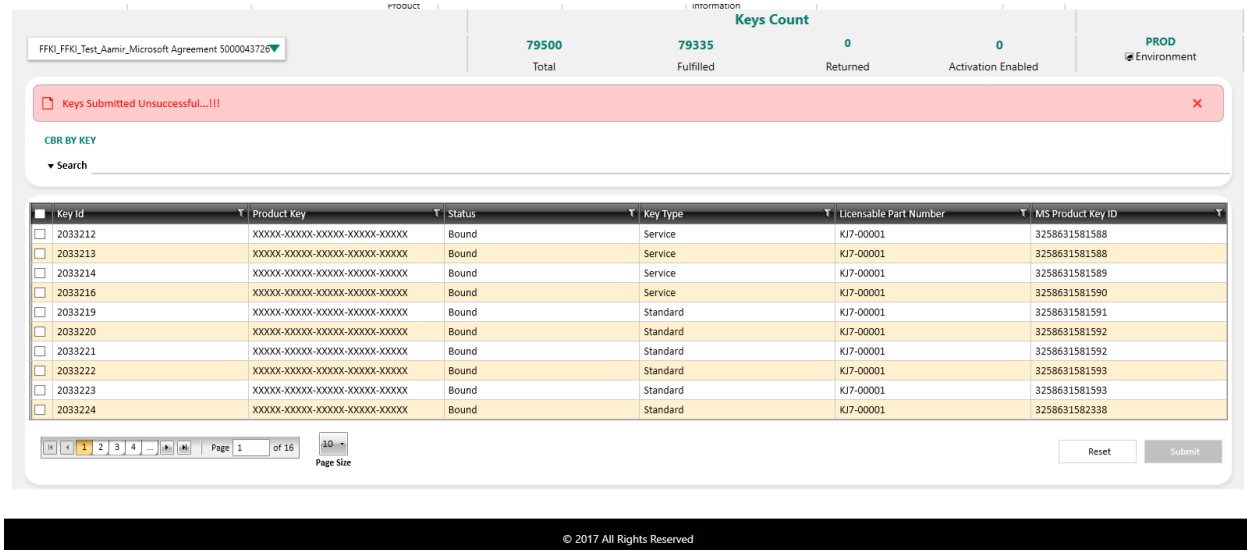 Product Information
Keys Count
FFKI_FFKI_Test_Aamir_Microsoft Agreement 5000043726
79500 79335 0 0 PROD
Total Fulfilled Returned Activation Enabled Environment
Keys Submitted Unsuccessful...!!!
CBR BY KEY
Search
Key Id Product Key Status Key Type Licensable Part Number MS Product Key ID
2033212 XXXXX-XXXXX-XXXXX-XXXXX-XXXXX Bound Service KJ7-00001 3258631581588
2033213 XXXXX-XXXXX-XXXXX-XXXXX-XXXXX Bound Service KJ7-00001 3258631581588
2033214 XXXXX-XXXXX-XXXXX-XXXXX-XXXXX Bound Service KJ7-00001 3258631581589
2033216 XXXXX-XXXXX-XXXXX-XXXXX-XXXXX Bound Service KJ7-00001 3258631581590
2033219 XXXXX-XXXXX-XXXXX-XXXXX-XXXXX Bound Standard KJ7-00001 3258631581591
2033220 XXXXX-XXXXX-XXXXX-XXXXX-XXXXX Bound Standard KJ7-00001 3258631581592
2033221 XXXXX-XXXXX-XXXXX-XXXXX-XXXXX Bound Standard KJ7-00001 3258631581592
2033222 XXXXX-XXXXX-XXXXX-XXXXX-XXXXX Bound Standard KJ7-00001 3258631581593
2033223 XXXXX-XXXXX-XXXXX-XXXXX-XXXXX Bound Standard KJ7-00001 3258631581593
2033224 XXXXX-XXXXX-XXXXX-XXXXX-XXXXX Bound Standard KJ7-00001 3258631582338
1 2 3 4 ... Page 1 of 16 10 Reset Submit
Page Size
© 2017 All Rights Reserved